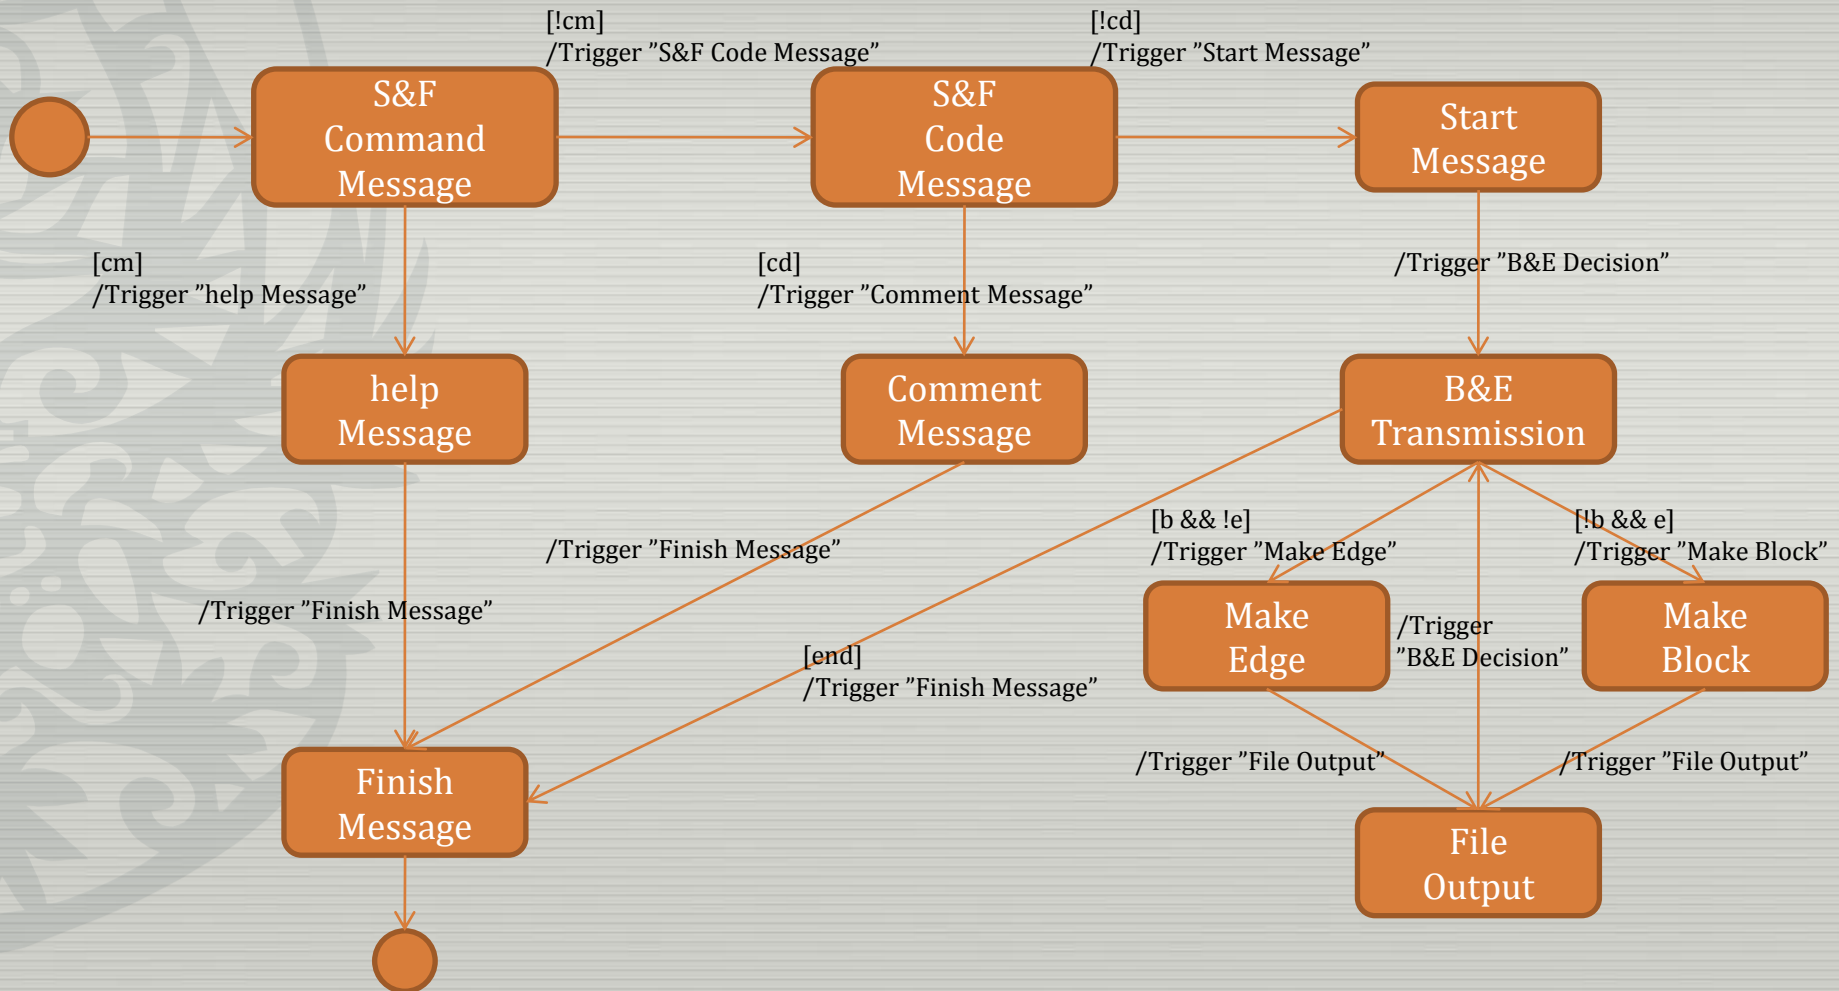 [!cm]
/Trigger ”S&F Code Message”
[!cd]
/Trigger ”Start Message”
S&F
Command
Message
S&F
Code
Message
Start
Message
[cm]
/Trigger ”help Message”
[cd]
/Trigger ”Comment Message”
/Trigger ”B&E Decision”
help
Message
Comment
Message
B&E
Transmission
[b && !e]
/Trigger ”Make Edge”
[!b && e]
/Trigger ”Make Block”
/Trigger ”Finish Message”
/Trigger ”Finish Message”
Make
Edge
/Trigger
”B&E Decision”
Make
Block
[end]
/Trigger ”Finish Message”
/Trigger ”File Output”
/Trigger ”File Output”
Finish
Message
File
Output